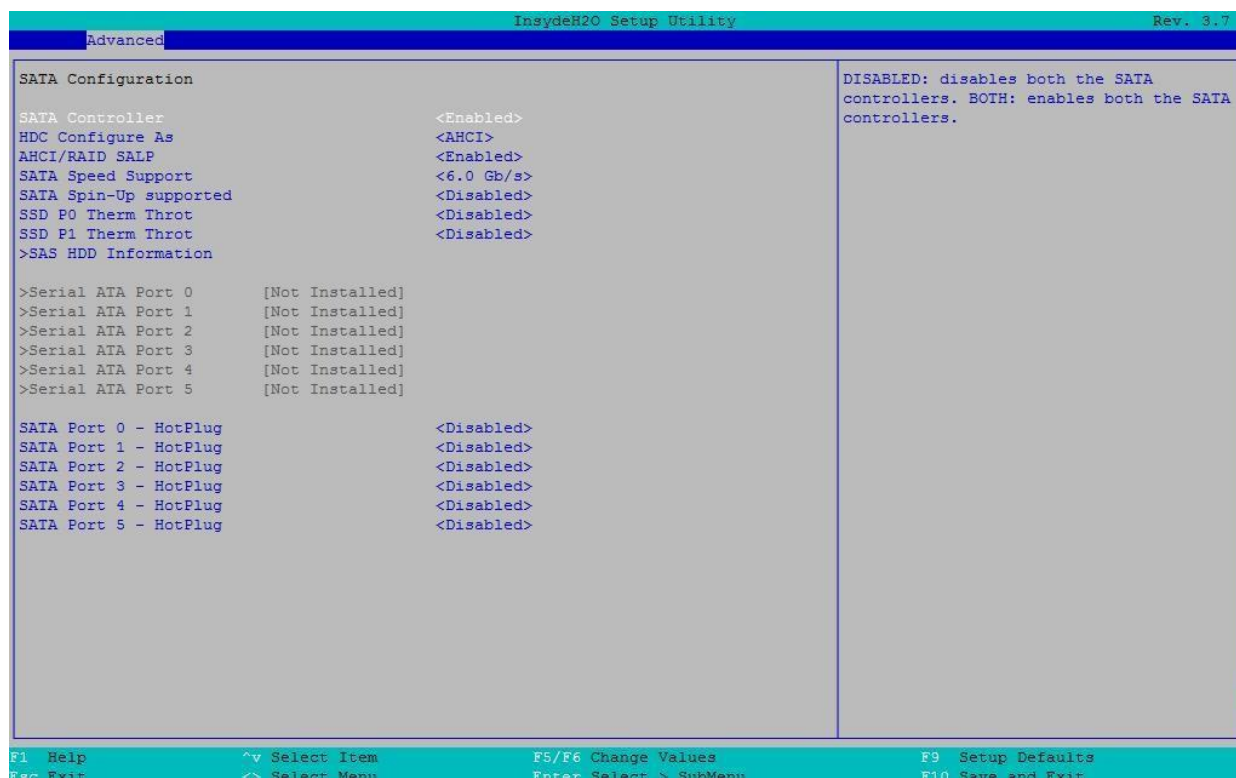 InsydeH2O Setup Utility Rev. 3.7
Advanced
SATA Configuration
SATA Controller <Enabled>
HDC Configure As <AHCI>
AHCI/RAID SALP <Enabled>
SATA Speed Support <6.0 Gb/s>
SATA Spin-Up supported <Disabled>
SSD P0 Therm Throt <Disabled>
SSD P1 Therm Throt <Disabled>
>SAS HDD Information
>Serial ATA Port 0 [Not Installed]
>Serial ATA Port 1 [Not Installed]
>Serial ATA Port 2 [Not Installed]
>Serial ATA Port 3 [Not Installed]
>Serial ATA Port 4 [Not Installed]
>Serial ATA Port 5 [Not Installed]
SATA Port 0 - HotPlug <Disabled>
SATA Port 1 - HotPlug <Disabled>
SATA Port 2 - HotPlug <Disabled>
SATA Port 3 - HotPlug <Disabled>
SATA Port 4 - HotPlug <Disabled>
SATA Port 5 - HotPlug <Disabled>
DISABLED: disables both the SATA
controllers. BOTH: enables both the SATA
controllers.
F1 Help ^v Select Item F5/F6 Change Values F9 Setup Defaults
Esc Exit <> Select Menu Enter Select > SubMenu F10 Save and Exit